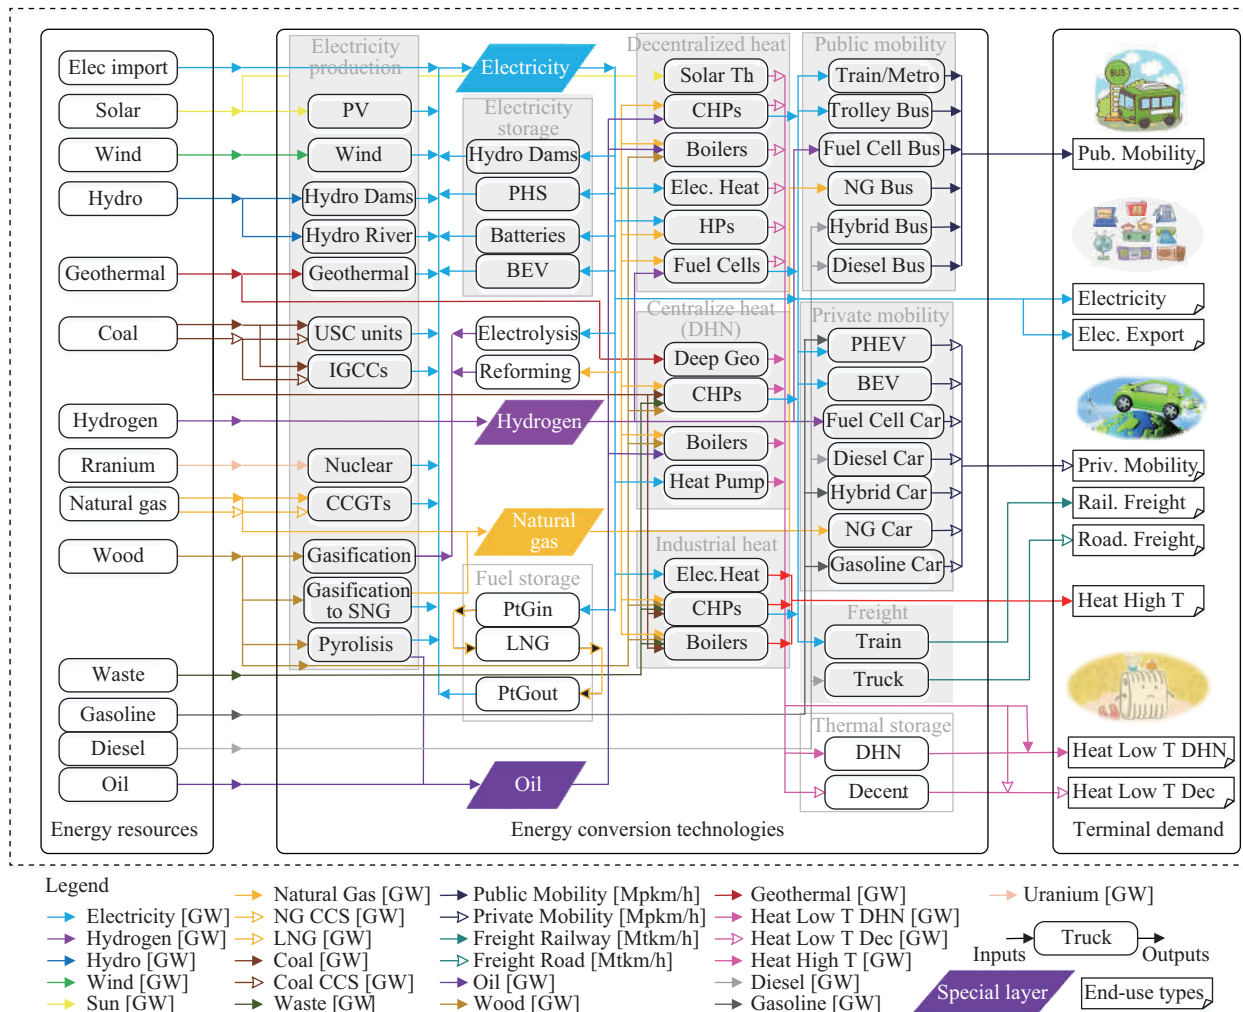 Elec import
Solar
Wind
Hydro
Geothermal
Coal
Hydrogen
Rranium
Natural gas
Wood
Waste
Gasoline
Diesel
Oil
Energy resources
Electricity
production
PV
Wind
Hydro Dams
Hydro River
Geothermal
USC units
IGCCs
Nuclear
CCGTs
Gasification
Gasification
to SNG
Pyrolisis
Electricity
Electricity
storage
Hydro Dams
PHS
Batteries
BEV
Electrolysis
Reforming
Hydrogen
Natural
gas
Fuel storage
PtGin
LNG
PtGout
Oil
Decentralized heat
Solar Th
CHPs
Boilers
Elec. Heat
HPs
Fuel Cells
Centralize heat
(DHN)
Deep Geo
CHPs
Boilers
Heat Pump
Industrial heat
Elec.Heat
CHPs
Boilers
Public mobility
Train/Metro
Trolley Bus
Fuel Cell Bus
NG Bus
Hybrid Bus
Diesel Bus
Private mobility
PHEV
BEV
Fuel Cell Car
Diesel Car
Hybrid Car
NG Car
Gasoline Car
Freight
Train
Truck
Thermal storage
DHN
Decent
Energy conversion technologies
BUS
Pub. Mobility
Electricity
Elec. Export
Priv. Mobility
Rail. Freight
Road. Freight
Heat High T
Heat Low T DHN
Heat Low T Dec
Terminal demand
Legend
Electricity [GW]
Hydrogen [GW]
Hydro [GW]
Wind [GW]
Sun [GW]
Natural Gas [GW]
NG CCS [GW]
LNG [GW]
Coal [GW]
Coal CCS [GW]
Waste [GW]
Public Mobility [Mpkm/h]
Private Mobility [Mpkm/h]
Freight Railway [Mtkm/h]
Freight Road [Mtkm/h]
Oil [GW]
Wood [GW]
Geothermal [GW]
Heat Low T DHN [GW]
Heat Low T Dec [GW]
Heat High T [GW]
Diesel [GW]
Gasoline [GW]
Uranium [GW]
Truck
Inputs
Outputs
Special layer
End-use types